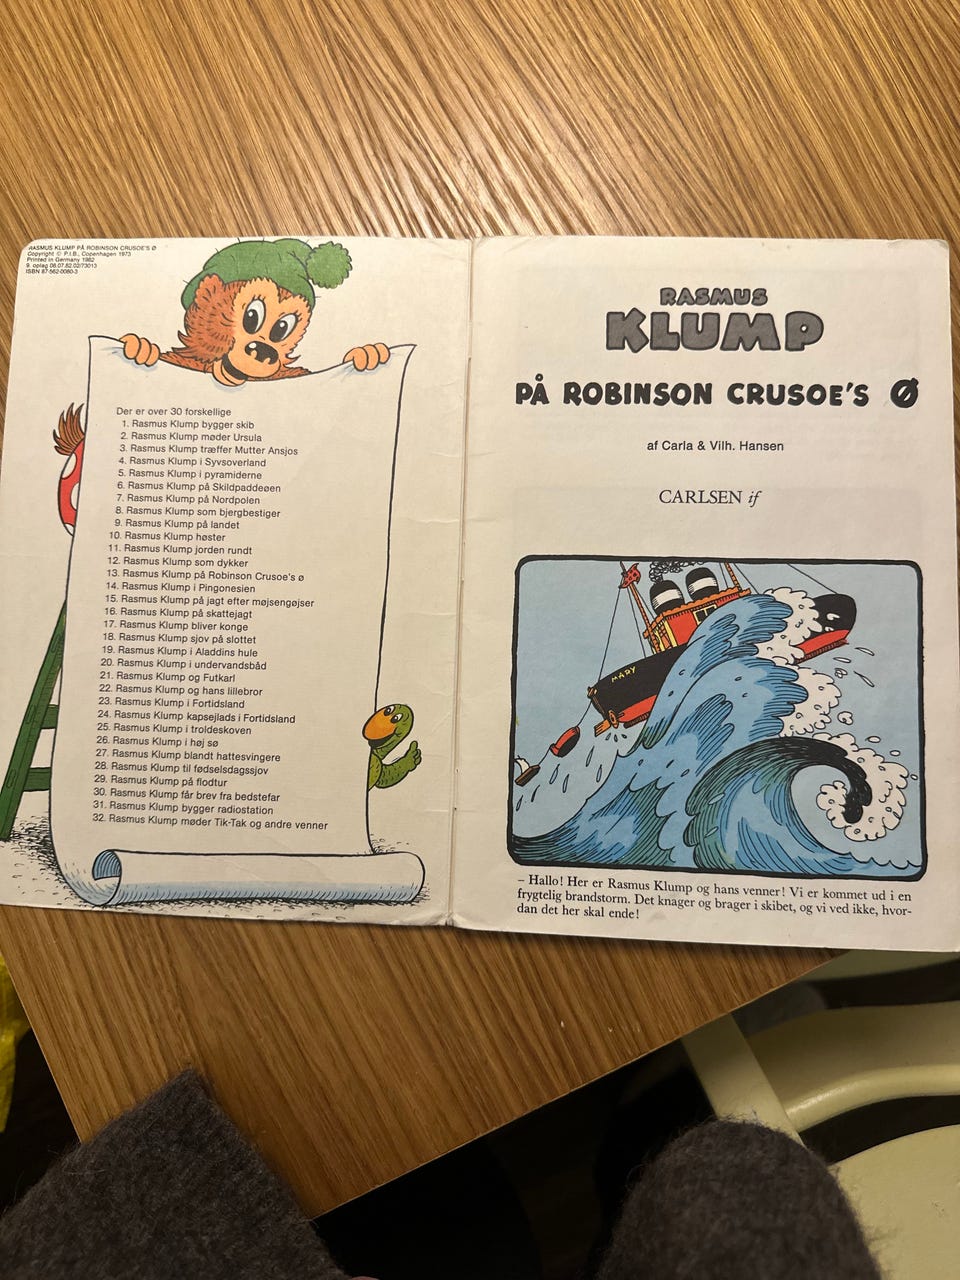 RASMUS KLUMP PÅ ROBINSON CRUSOE'S Ø
Copyright © P.I.B., Copenhagen 1973
Printed in Germany 1982
9. oplag 08.07.82.02/73013
ISBN 87-562-0080-3
Der er over 30 forskellige
1. Rasmus Klump bygger skib
2. Rasmus Klump møder Ursula
3. Rasmus Klump træffer Mutter Ansjos
4. Rasmus Klump i Syvsoverland
5. Rasmus Klump i pyramiderne
6. Rasmus Klump på Skildpaddeøen
7. Rasmus Klump på Nordpolen
8. Rasmus Klump som bjergbestiger
9. Rasmus Klump på landet
10. Rasmus Klump høster
11. Rasmus Klump jorden rundt
12. Rasmus Klump som dykker
13. Rasmus Klump på Robinson Crusoe's ø
14. Rasmus Klump i Pingonesien
15. Rasmus Klump på jagt efter møjsengøjser
16. Rasmus Klump på skattejagt
17. Rasmus Klump bliver konge
18. Rasmus Klump sjov på slottet
19. Rasmus Klump i Aladdins hule
20. Rasmus Klump i undervandsbåd
21. Rasmus Klump og Futkarl
22. Rasmus Klump og hans lillebror
23. Rasmus Klump i Fortidsland
24. Rasmus Klump kapsejlads i Fortidsland
25. Rasmus Klump i troldeskoven
26. Rasmus Klump i høj sø
27. Rasmus Klump blandt hattesvingere
28. Rasmus Klump til fødselsdagssjov
29. Rasmus Klump på flodtur
30. Rasmus Klump får brev fra bedstefar
31. Rasmus Klump bygger radiostation
32. Rasmus Klump møder Tik-Tak og andre venner
RASMUS
KLUMP
PÅ ROBINSON CRUSOE'S Ø
af Carla & Vilh. Hansen
CARLSEN if
MARY
– Hallo! Her er Rasmus Klump og hans venner! Vi er kommet ud i en
frygtelig brandstorm. Det knager og brager i skibet, og vi ved ikke, hvor-
dan det her skal ende!